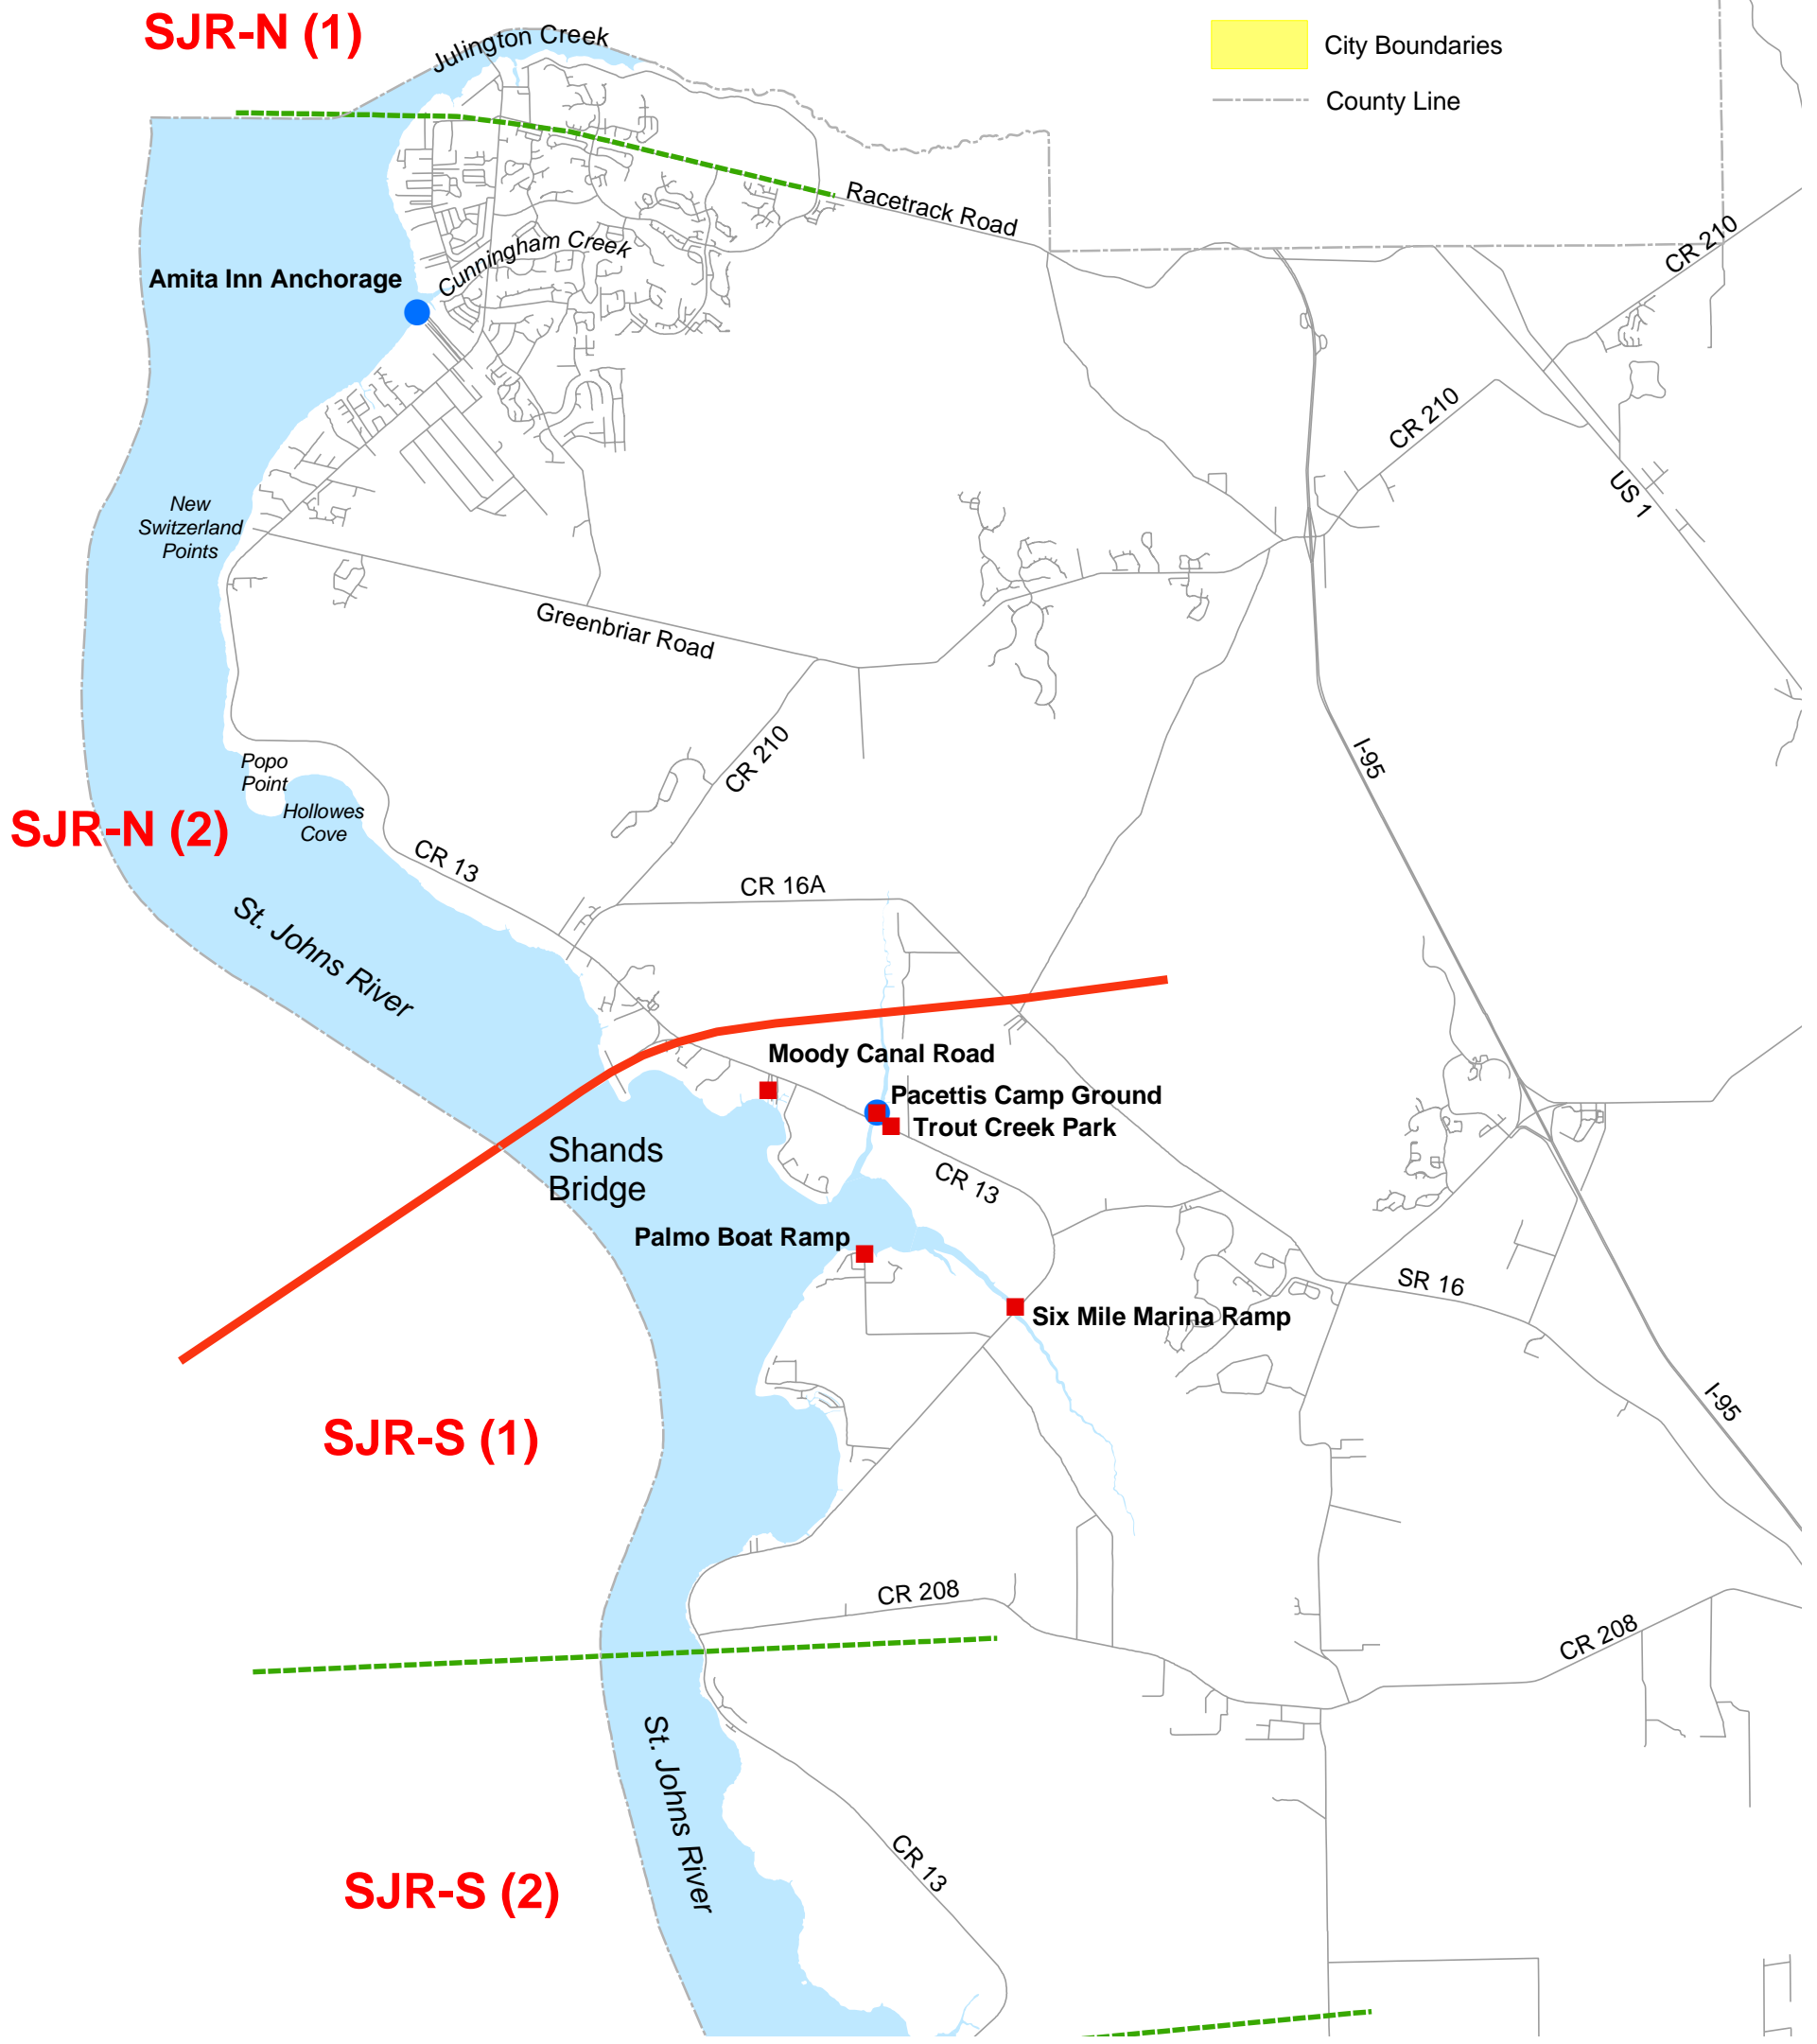 SJR-N (1)
Julington Creek
City Boundaries
County Line
Racetrack Road
CR 210
Cunningham Creek
Amita Inn Anchorage
CR 210
US 1
New
Switzerland
Points
Greenbriar Road
I-95
CR 210
Popo
Point
Hollowes
Cove
SJR-N (2)
CR 13
CR 16A
St. Johns River
Moody Canal Road
Pacettis Camp Ground
Trout Creek Park
Shands
Bridge
CR 13
Palmo Boat Ramp
SR 16
Six Mile Marina Ramp
I-95
SJR-S (1)
CR 208
CR 208
St. Johns River
CR 13
SJR-S (2)